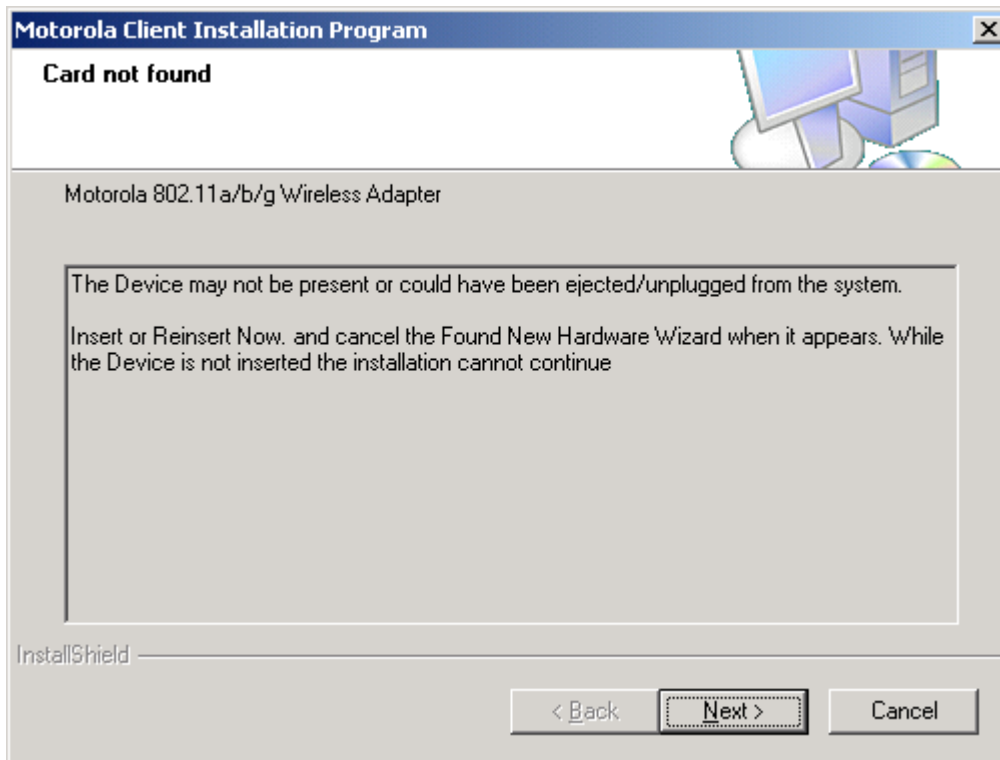 Motorola Client Installation Program
Card not found
Motorola 802.11a/b/g Wireless Adapter
The Device may not be present or could have been ejected/unplugged from the system.
Insert or Reinsert Now. and cancel the Found New Hardware Wizard when it appears. While
the Device is not inserted the installation cannot continue
InstallShield
< Back
Next >
Cancel